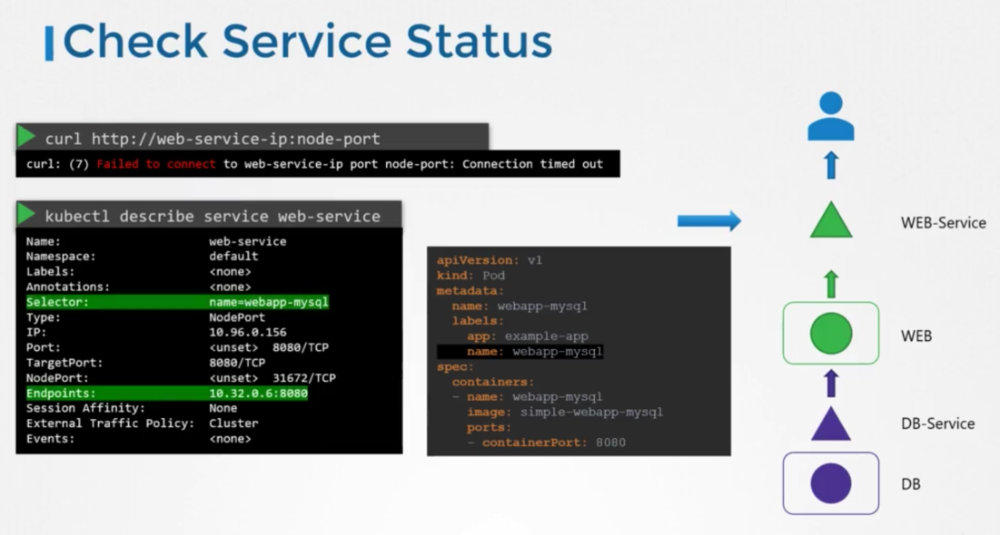 Check Service Status
curl http://web-service-ip:node-port
curl: (7) Failed to connect to web-service-ip port node-port: Connection timed out
kubectl describe service web-service
Name: web-service
Namespace: default
Labels: <none>
Annotations: <none>
Selector: name=webapp-mysql
Type: NodePort
IP: 10.96.0.156
Port: <unset> 8080/TCP
TargetPort: 8080/TCP
NodePort: <unset> 31672/TCP
Endpoints: 10.32.0.6:8080
Session Affinity: None
External Traffic Policy: Cluster
Events: <none>
apiVersion: v1
kind: Pod
metadata:
  name: webapp-mysql
  labels:
    app: example-app
    name: webapp-mysql
spec:
  containers:
  - name: webapp-mysql
    image: simple-webapp-mysql
    ports:
    - containerPort: 8080
WEB-Service
WEB
DB-Service
DB